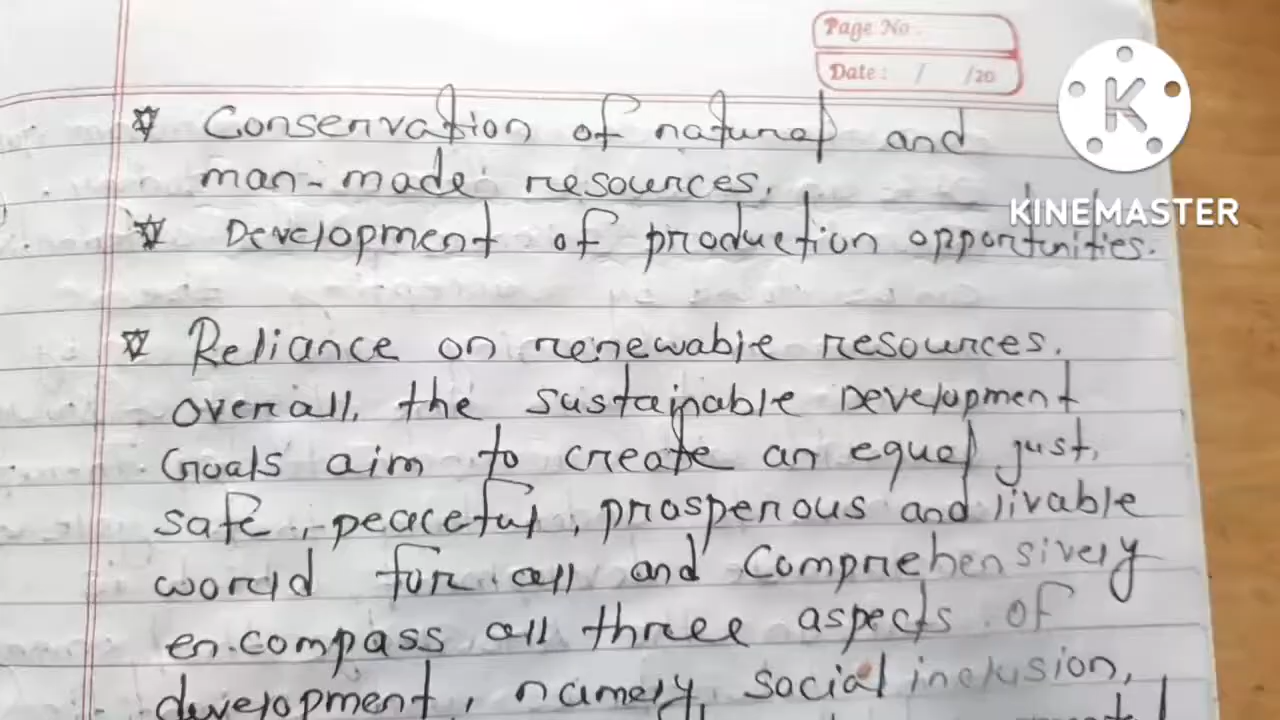 Page No.
Date: / /20
K
KINEMASTER
☆ Conservation of natural and
man-made resources.
☆ Development of production opportunities.
☆ Reliance on renewable resources.
overall, the sustainable Development
Goals aim to create an equal just,
safe, peaceful, prosperous and livable
world for all and comprehensively
encompass all three aspects of
development, namely, social inclusion,